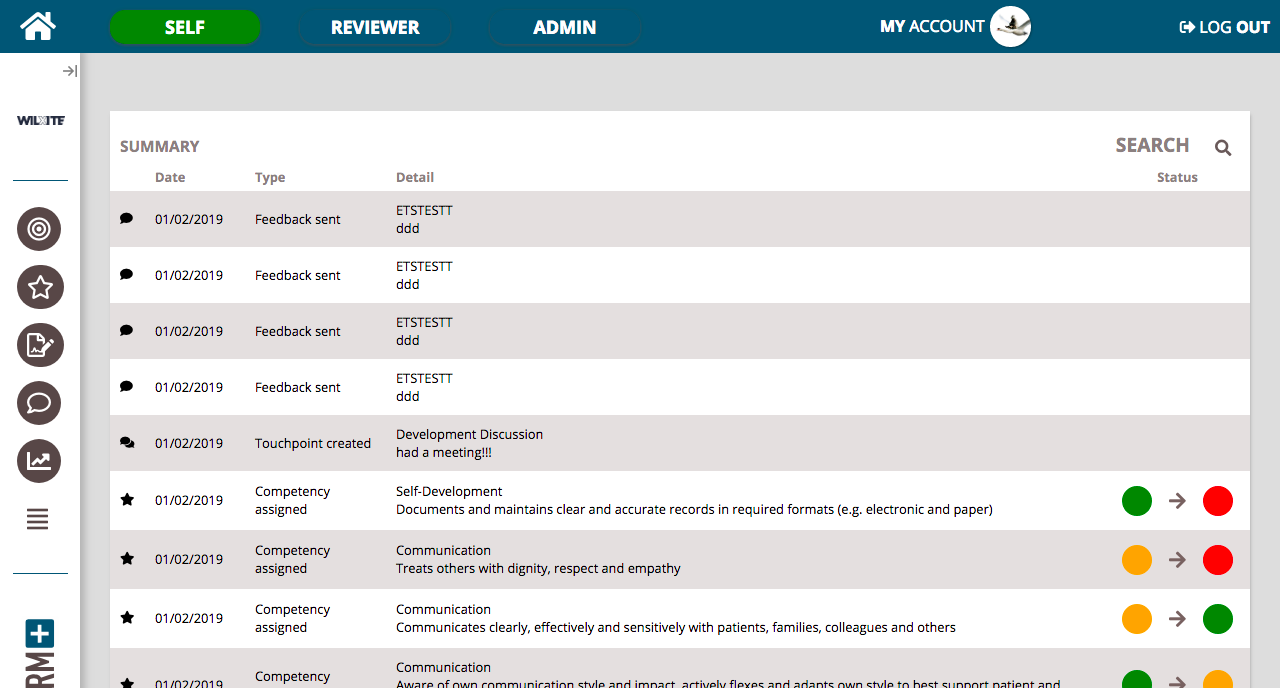 SELF
REVIEWER
ADMIN
MY ACCOUNT
LOG OUT
WILXITE
SUMMARY
SEARCH
Date Type Detail Status
01/02/2019 Feedback sent ETSTESTT
ddd
01/02/2019 Feedback sent ETSTESTT
ddd
01/02/2019 Feedback sent ETSTESTT
ddd
01/02/2019 Feedback sent ETSTESTT
ddd
01/02/2019 Touchpoint created Development Discussion
had a meeting!!!
01/02/2019 Competency assigned Self-Development
Documents and maintains clear and accurate records in required formats (e.g. electronic and paper)
01/02/2019 Competency assigned Communication
Treats others with dignity, respect and empathy
01/02/2019 Competency assigned Communication
Communicates clearly, effectively and sensitively with patients, families, colleagues and others
01/02/2019 Competency Communication
Aware of own communication style and impact, actively flexes and adapts own style to best support patient and
RM